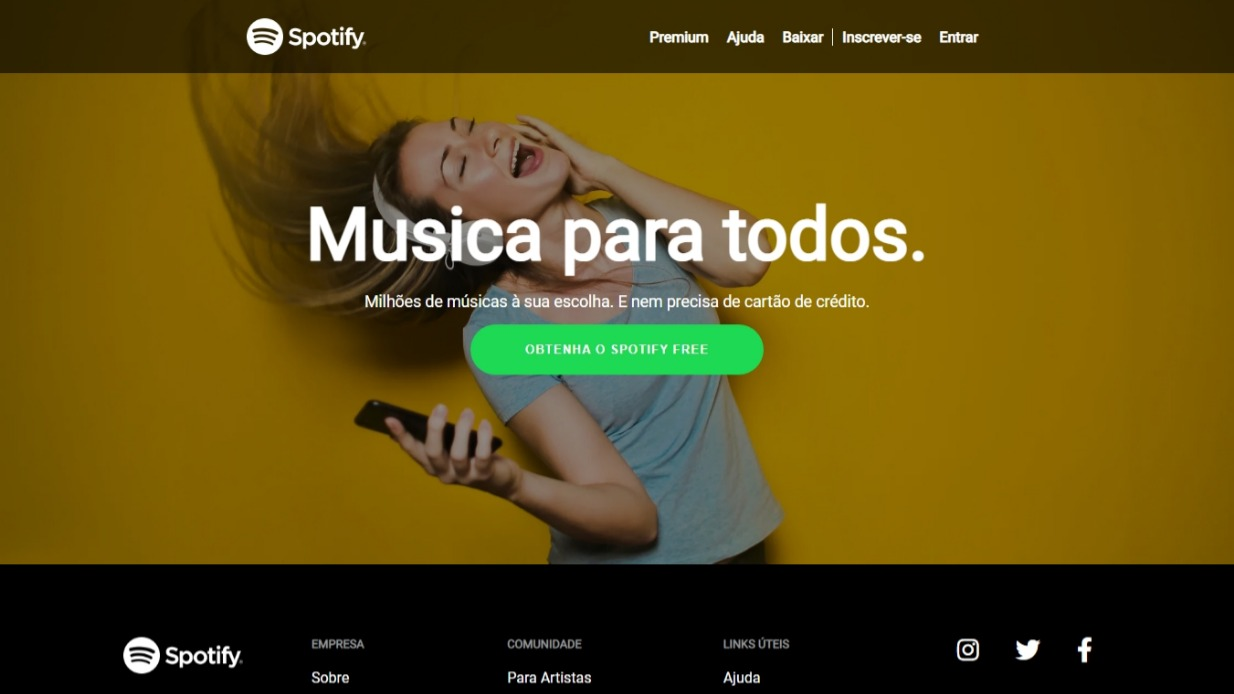 Spotify
Premium Ajuda Baixar Inscrever-se Entrar
Musica para todos.
Milhões de músicas à sua escolha. E nem precisa de cartão de crédito.
OBTENHA O SPOTIFY FREE
Spotify
EMPRESA COMUNIDADE LINKS ÚTEIS
Sobre Para Artistas Ajuda